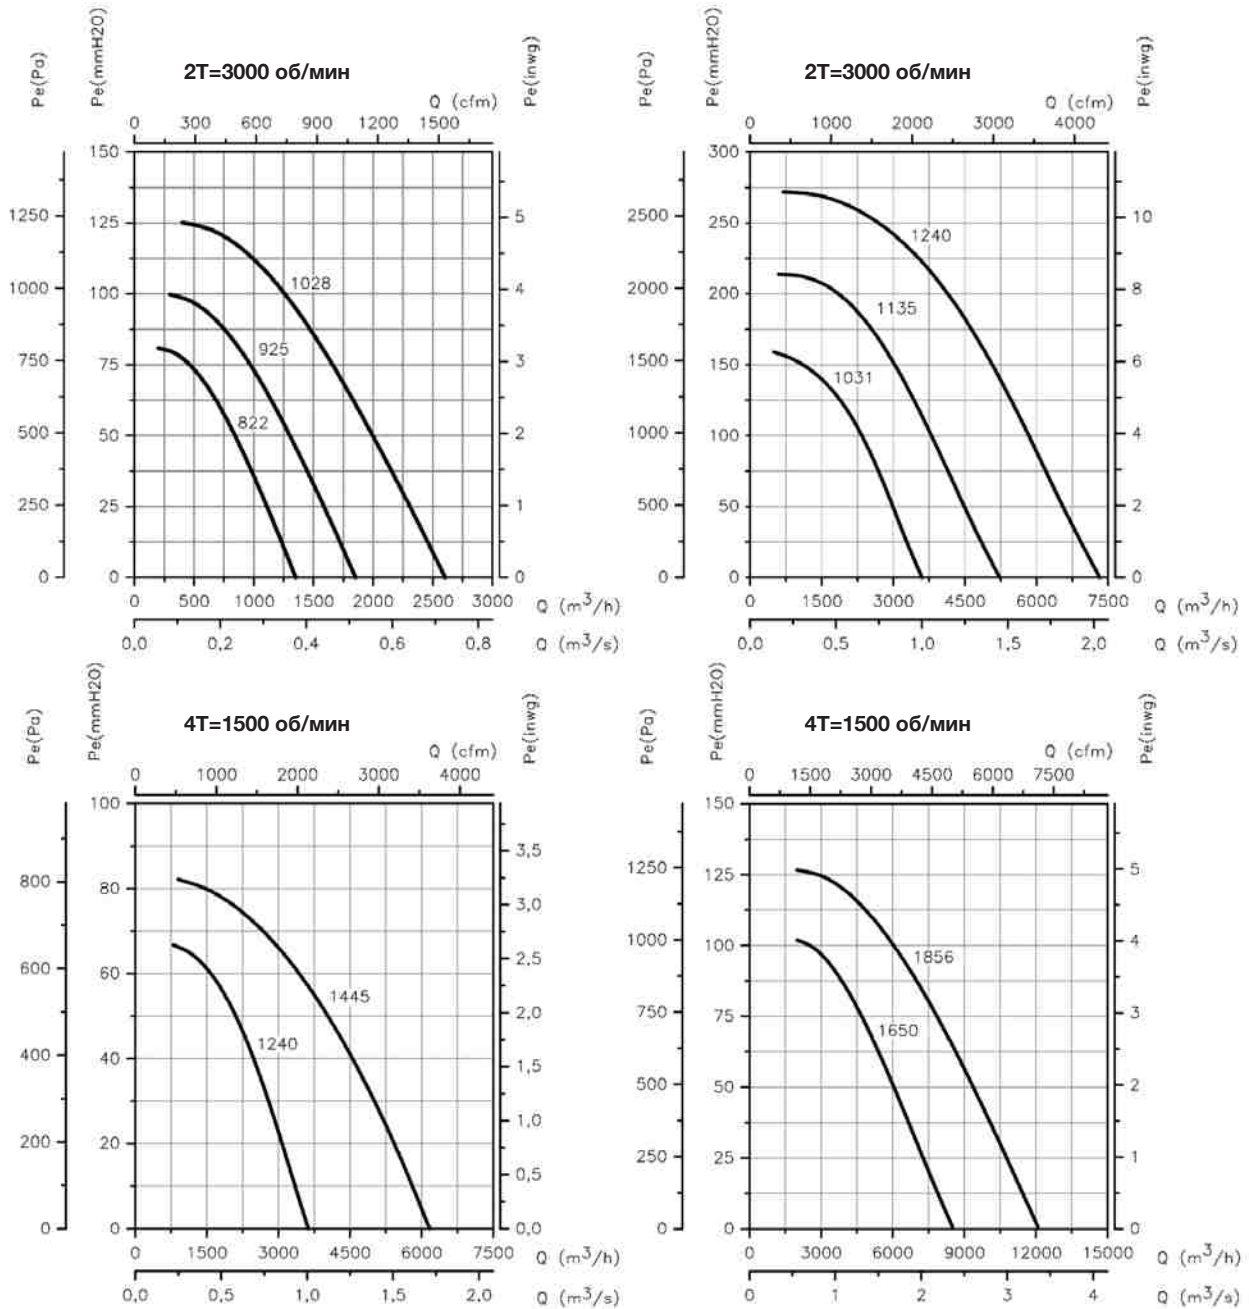 2T=3000 об/мин
Pe(Pa)
Pe(mmH2O)
Pe(inwg)
Q (cfm)
0 300 600 900 1200 1500
150
125
100
75
50
25
0
1250
1000
750
500
250
0
5
4
3
2
1
0
1028
925
822
0 500 1000 1500 2000 2500 3000 Q (m³/h)
0,0 0,2 0,4 0,6 0,8 Q (m³/s)
2T=3000 об/мин
Pe(Pa)
Pe(mmH2O)
Pe(inwg)
Q (cfm)
0 1000 2000 3000 4000
300
250
200
150
100
50
0
2500
2000
1500
1000
500
0
10
8
6
4
2
0
1240
1135
1031
0 1500 3000 4500 6000 7500 Q (m³/h)
0,0 0,5 1,0 1,5 2,0 Q (m³/s)
4T=1500 об/мин
Pe(Pa)
Pe(mmH2O)
Pe(inwg)
Q (cfm)
0 1000 2000 3000 4000
100
80
60
40
20
0
800
600
400
200
0
3,5
3,0
2,5
2,0
1,5
1,0
0,5
0,0
1445
1240
0 1500 3000 4500 6000 7500 Q (m³/h)
0,0 0,5 1,0 1,5 2,0 Q (m³/s)
4T=1500 об/мин
Pe(Pa)
Pe(mmH2O)
Pe(inwg)
Q (cfm)
0 1500 3000 4500 6000 7500
150
125
100
75
50
25
0
1250
1000
750
500
250
0
5
4
3
2
1
0
1856
1650
0 3000 6000 9000 12000 15000 Q (m³/h)
0 1 2 3 4 Q (m³/s)